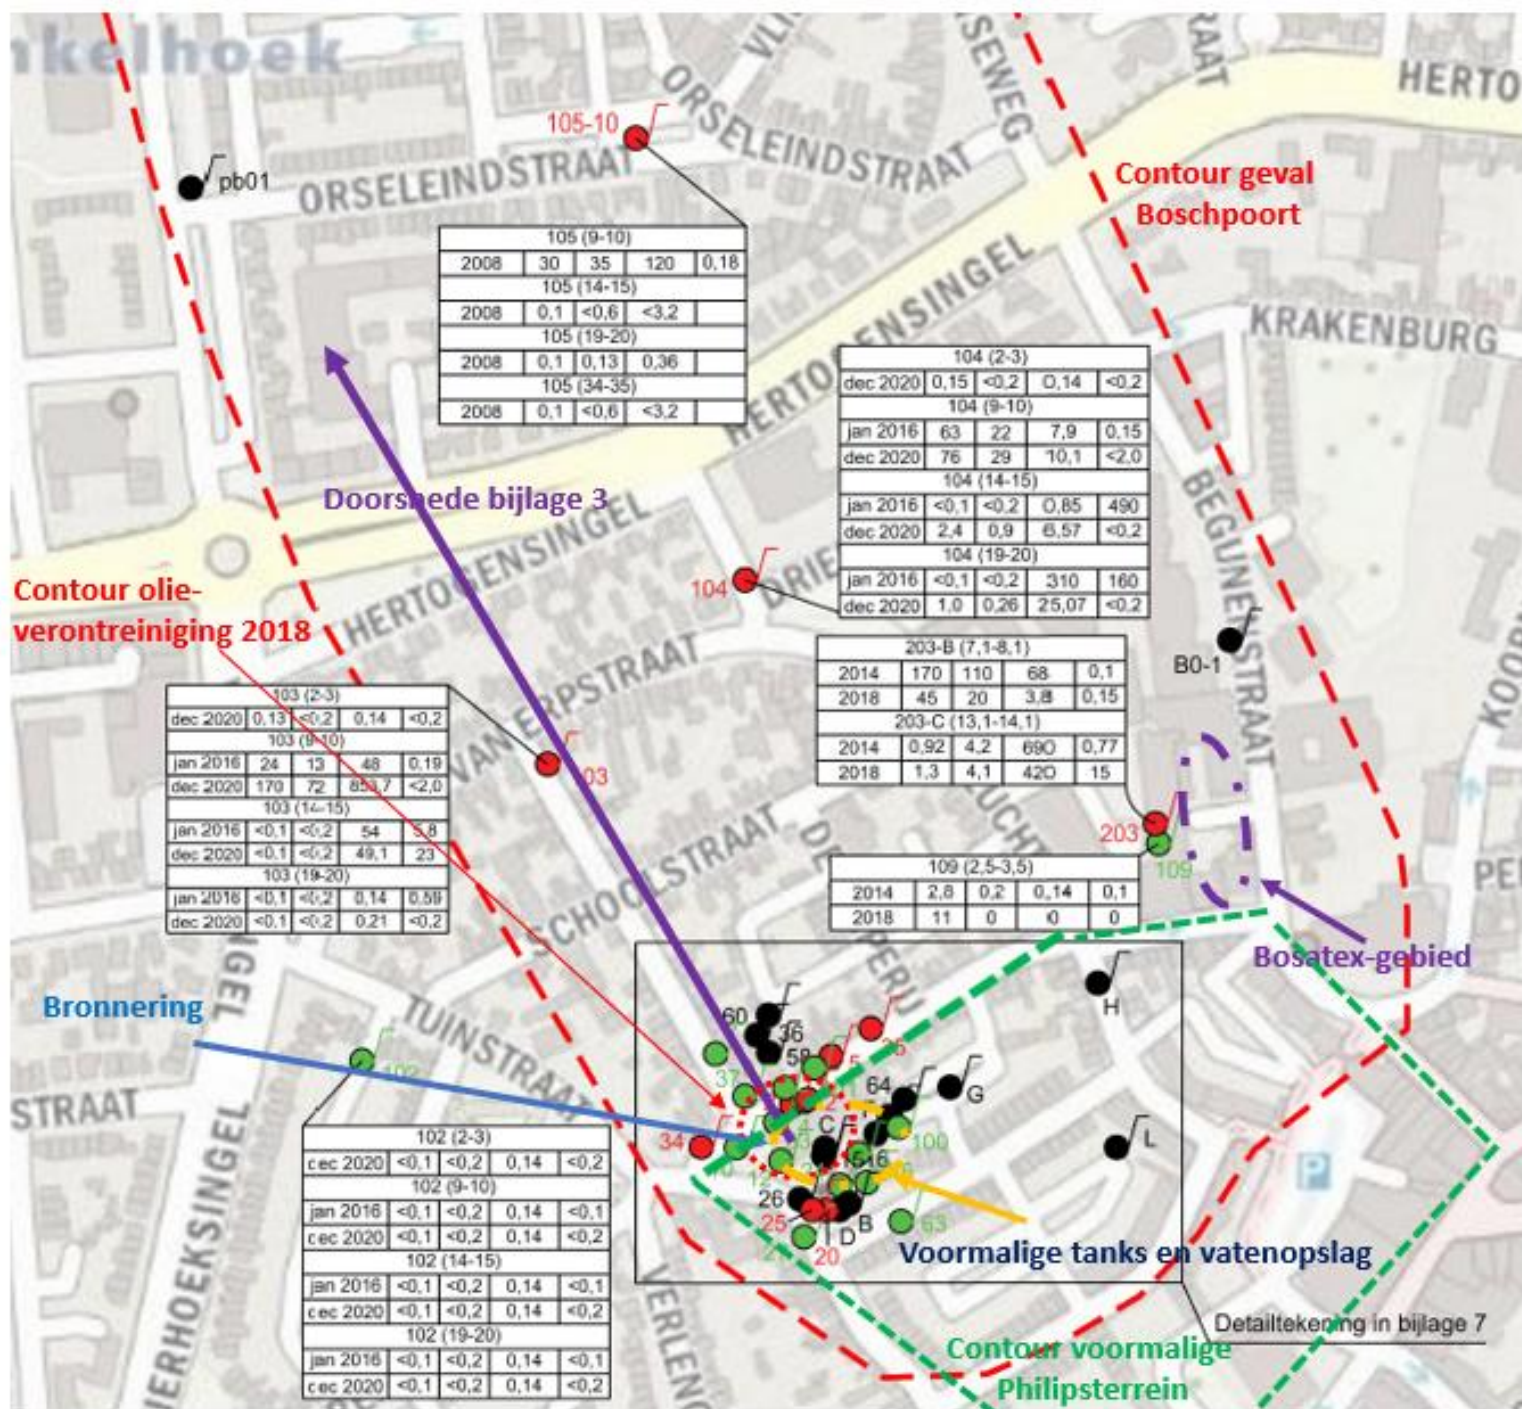 nkelhoek
ORSELEINDSTRAAT
HERTO
105-10
pb01
ORSELEINDSTRAAT
Contour geval
Boschpoort
105 (9-10)
2008 30 35 120 0,18
105 (14-15)
2008 0,1 <0,6 <3,2
105 (19-20)
2008 0,1 0,13 0,36
105 (34-35)
2008 0,1 <0,6 <3,2
HERTOGENSINGEL
KRAKENBURG
104 (2-3)
dec 2020 0,15 <0,2 0,14 <0,2
104 (9-10)
jan 2016 63 22 7,9 0,15
dec 2020 76 29 10,1 <2,0
104 (14-15)
jan 2016 <0,1 <0,2 0,85 490
dec 2020 2,4 0,9 6,57 <0,2
104 (19-20)
jan 2016 <0,1 <0,2 310 160
dec 2020 1,0 0,26 25,07 <0,2
Doorsnede bijlage 3
HERTOGENSINGEL
BEGIJNENSTRAAT
Contour olie-
verontreiniging 2018
104
DRIE
B0-1
203-B (7,1-8,1)
2014 170 110 68 0,1
2018 45 20 3,8 0,15
203-C (13,1-14,1)
2014 0,92 4,2 690 0,77
2018 1,3 4,1 420 15
103 (2-3)
dec 2020 0,13 <0,2 0,14 <0,2
103 (9-10)
jan 2016 24 13 48 0,19
dec 2020 170 72 <2,0
103 (14-15)
jan 2016 <0,1 <0,2 54
dec 2020 <0,1 <0,2 49,1 23
103 (19-20)
jan 2016 <0,1 <0,2 0,14 0,59
dec 2020 <0,1 <0,2 0,21 <0,2
VAN ERPSTRAAT
03
SCHOOLSTRAAT
203
109
109 (2,5-3,5)
2014 2,8 0,2 0,14 0,1
2018 11 0 0 0
Bosatex-gebied
Bronnering
TUINSTRAAT
STRAAT
102
60
36
58
37
35
5
64
G
H
L
34
C
100
12
16
26
25
B
D
20
63
Voormalige tanks en vatenopslag
102 (2-3)
dec 2020 <0,1 <0,2 0,14 <0,2
102 (9-10)
jan 2016 <0,1 <0,2 0,14 <0,1
dec 2020 <0,1 <0,2 0,14 <0,2
102 (14-15)
jan 2016 <0,1 <0,2 0,14 <0,1
dec 2020 <0,1 <0,2 0,14 <0,2
102 (19-20)
jan 2016 <0,1 <0,2 0,14 <0,1
dec 2020 <0,1 <0,2 0,14 <0,2
IERHOEKSINGEL
VERLENG
Detailtekening in bijlage 7
Contour voormalige
Philipsterrein
P